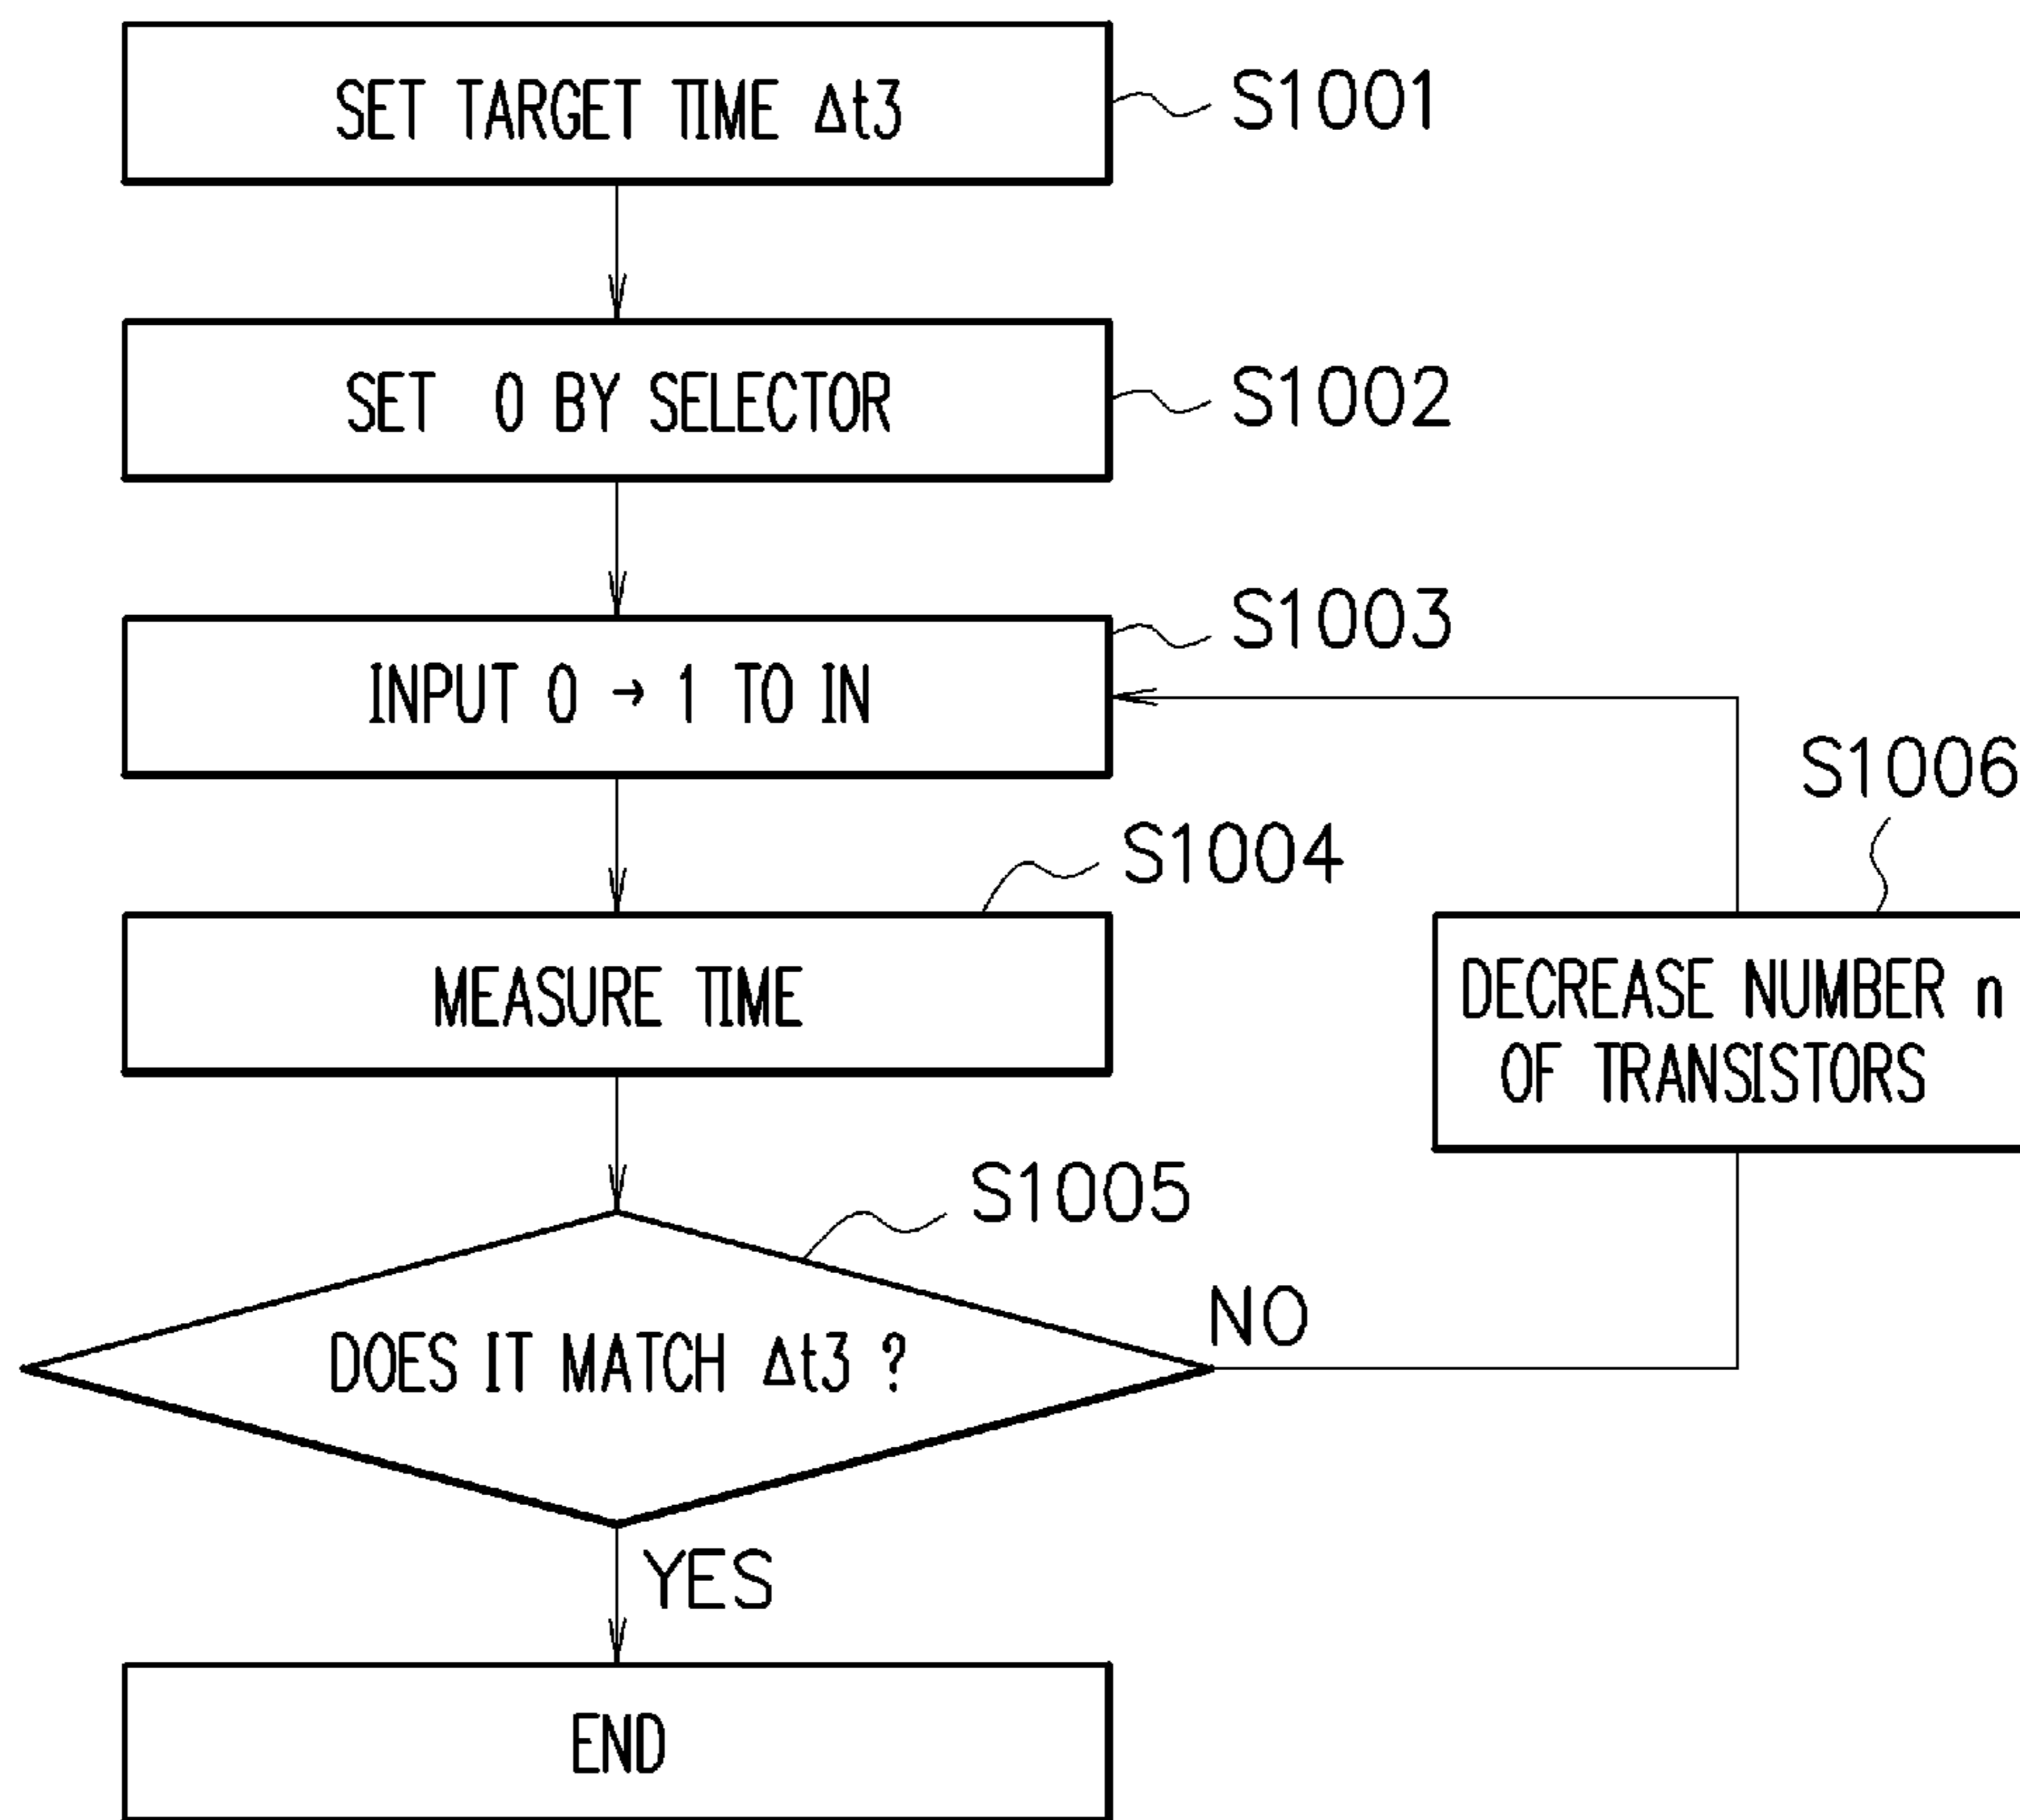 SET TARGET TIME Δt3
S1001
SET 0 BY SELECTOR
S1002
INPUT 0 → 1 TO IN
S1003
MEASURE TIME
S1004
S1006
DECREASE NUMBER n
OF TRANSISTORS
DOES IT MATCH Δt3 ?
S1005
NO
YES
END